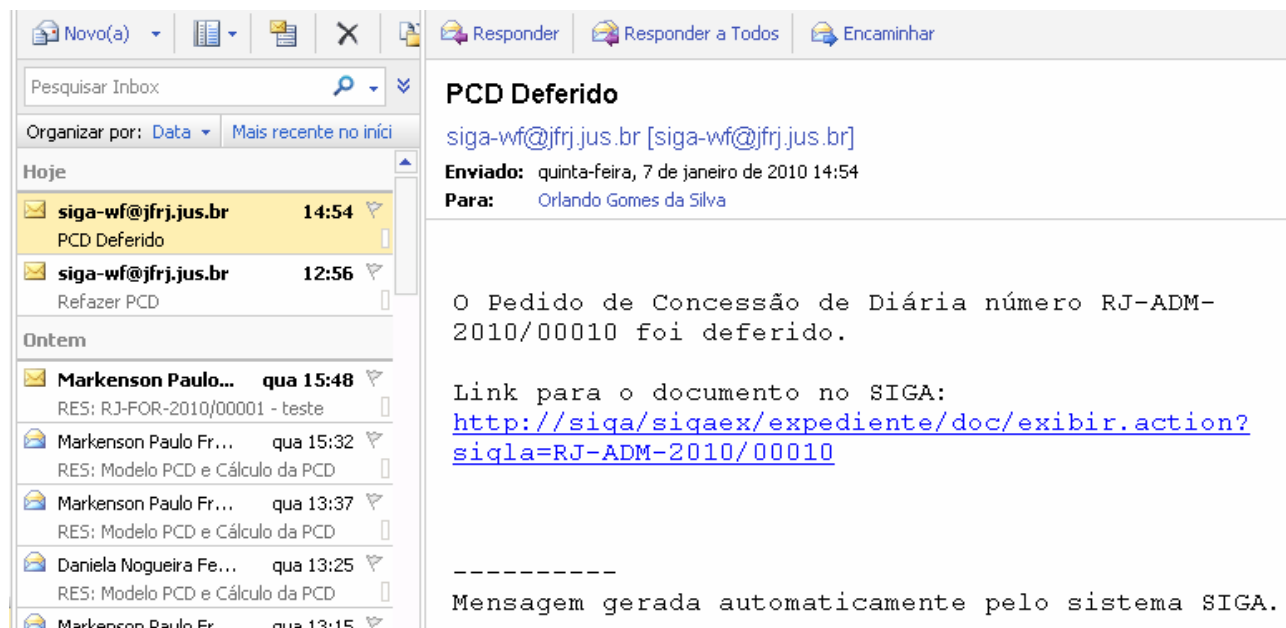 Novo(a)
Pesquisar Inbox
Organizar por: Data
Mais recente no iníci
Hoje
siga-wf@jfrj.jus.br 14:54
PCD Deferido
siga-wf@jfrj.jus.br 12:56
Refazer PCD
Ontem
Markenson Paulo... qua 15:48
RES: RJ-FOR-2010/00001 - teste
Markenson Paulo Fr... qua 15:32
RES: Modelo PCD e Cálculo da PCD
Markenson Paulo Fr... qua 13:37
RES: Modelo PCD e Cálculo da PCD
Daniela Nogueira Fe... qua 13:25
RES: Modelo PCD e Cálculo da PCD
Markenson Paulo Fr... qua 13:15
Responder Responder a Todos Encaminhar
PCD Deferido
siga-wf@jfrj.jus.br [siga-wf@jfrj.jus.br]
Enviado: quinta-feira, 7 de janeiro de 2010 14:54
Para: Orlando Gomes da Silva
O Pedido de Concessão de Diária número RJ-ADM-
2010/00010 foi deferido.
Link para o documento no SIGA:
http://siga/sigaex/expediente/doc/exibir.action?
sigla=RJ-ADM-2010/00010
----------
Mensagem gerada automaticamente pelo sistema SIGA.